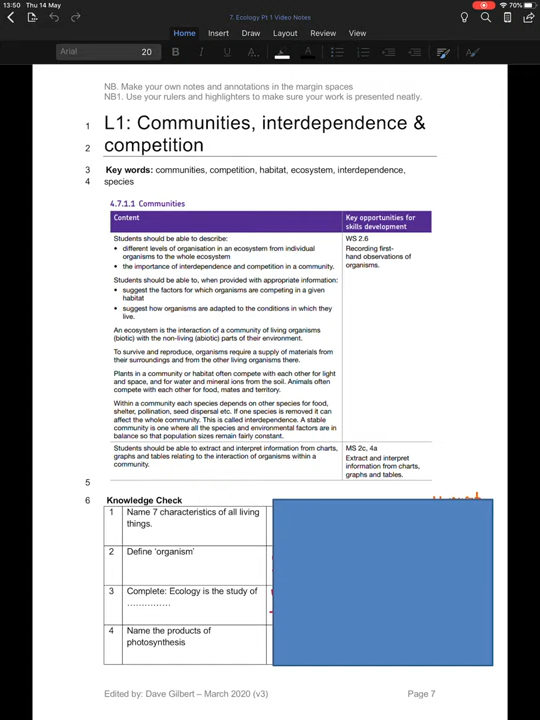 13:50 Thu 14 May
70%
7. Ecology Pt 1 Video Notes
Home Insert Draw Layout Review View
Arial 20 B I U A... A
NB. Make your own notes and annotations in the margin spaces
NB1. Use your rulers and highlighters to make sure your work is presented neatly.
1 L1: Communities, interdependence &
2 competition
3 Key words: communities, competition, habitat, ecosystem, interdependence,
4 species
4.7.1.1 Communities
Content
Key opportunities for
skills development
Students should be able to describe:
• different levels of organisation in an ecosystem from individual
organisms to the whole ecosystem
• the importance of interdependence and competition in a community.
Students should be able to, when provided with appropriate information:
• suggest the factors for which organisms are competing in a given
habitat
• suggest how organisms are adapted to the conditions in which they
live.
An ecosystem is the interaction of a community of living organisms
(biotic) with the non-living (abiotic) parts of their environment.
To survive and reproduce, organisms require a supply of materials from
their surroundings and from the other living organisms there.
Plants in a community or habitat often compete with each other for light
and space, and for water and mineral ions from the soil. Animals often
compete with each other for food, mates and territory.
Within a community each species depends on other species for food,
shelter, pollination, seed dispersal etc. If one species is removed it can
affect the whole community. This is called interdependence. A stable
community is one where all the species and environmental factors are in
balance so that population sizes remain fairly constant.
WS 2.6
Recording first-
hand observations of
organisms.
Students should be able to extract and interpret information from charts,
graphs and tables relating to the interaction of organisms within a
community.
MS 2c, 4a
Extract and interpret
information from charts,
graphs and tables.
5
6 Knowledge Check
1 Name 7 characteristics of all living
things.
2 Define ‘organism’
3 Complete: Ecology is the study of
……………
4 Name the products of
photosynthesis
Edited by: Dave Gilbert – March 2020 (v3)
Page 7